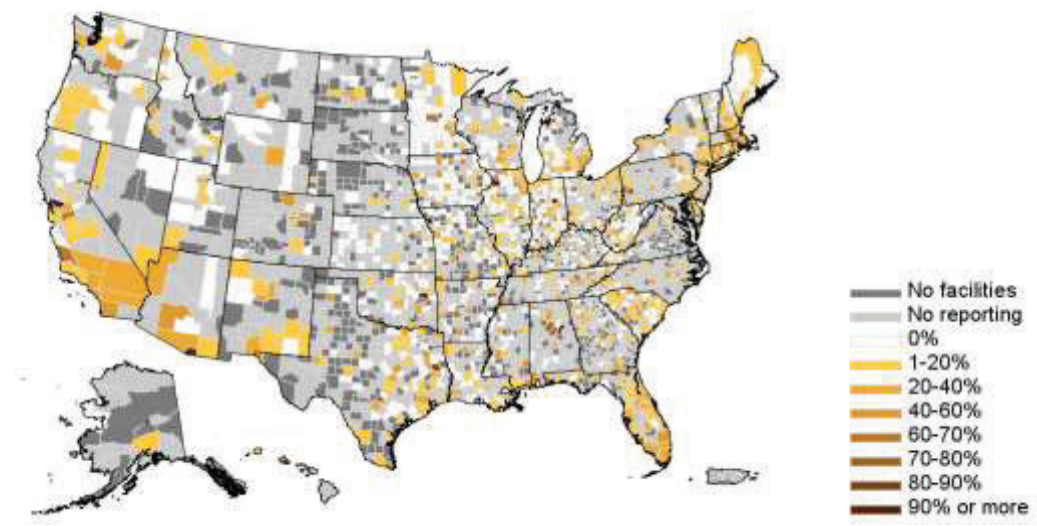 No facilities
No reporting
0%
1-20%
20-40%
40-60%
60-70%
70-80%
80-90%
90% or more